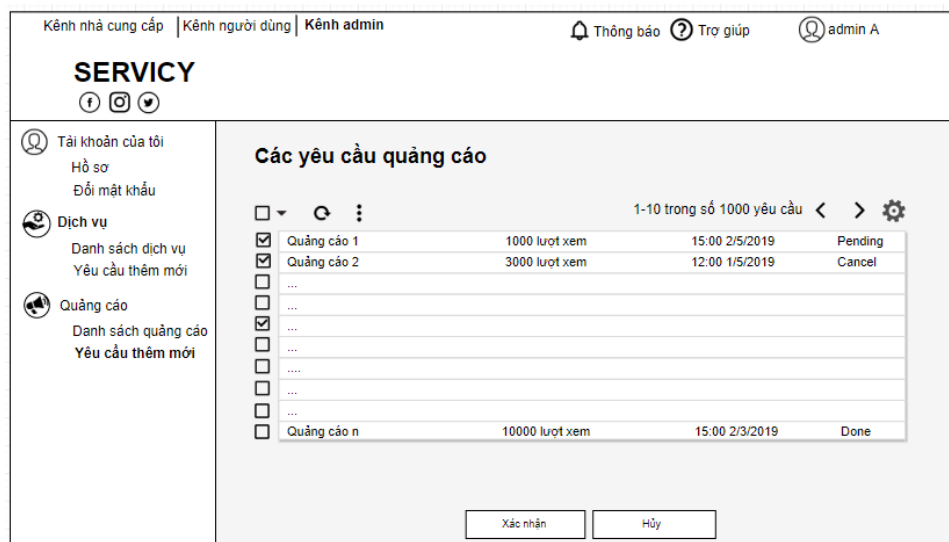 Kênh nhà cung cấp Kênh người dùng Kênh admin Thông báo Trợ giúp admin A
SERVICY
Tài khoản của tôi
Hồ sơ
Đổi mật khẩu
Dịch vụ
Danh sách dịch vụ
Yêu cầu thêm mới
Quảng cáo
Danh sách quảng cáo
Yêu cầu thêm mới
Các yêu cầu quảng cáo
1-10 trong số 1000 yêu cầu
Quảng cáo 1 1000 lượt xem 15:00 2/5/2019 Pending
Quảng cáo 2 3000 lượt xem 12:00 1/5/2019 Cancel
...
...
...
...
....
...
...
Quảng cáo n 10000 lượt xem 15:00 2/3/2019 Done
Xác nhận Hủy